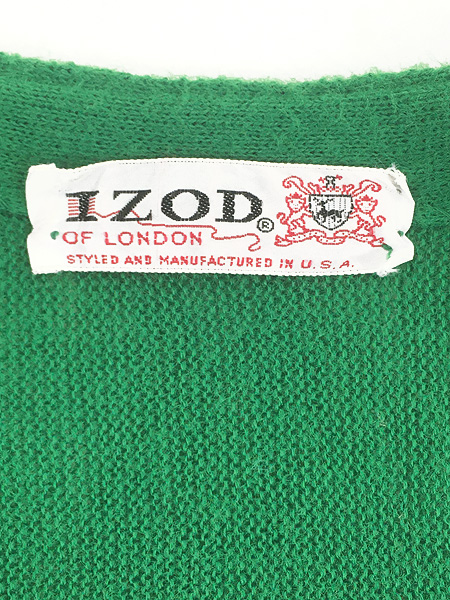 IZOD®
OF LONDON
STYLED AND MANUFACTURED IN U.S.A.